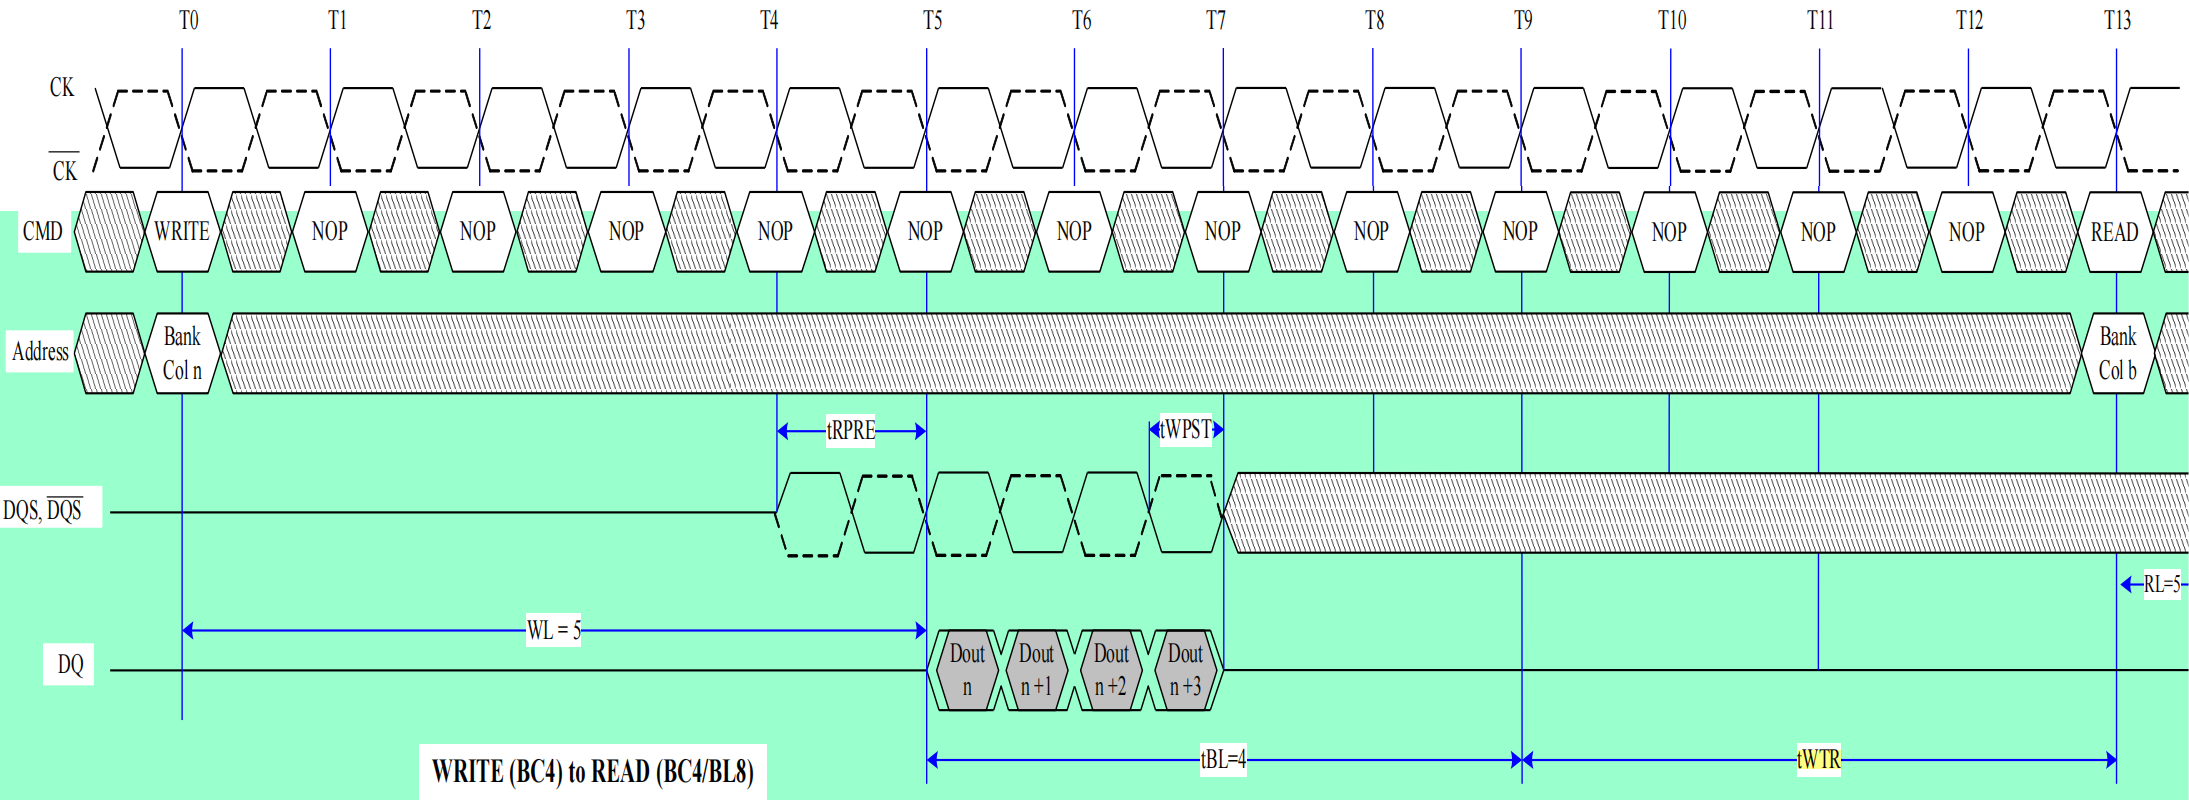 T0 T1 T2 T3 T4 T5 T6 T7 T8 T9 T10 T11 T12 T13
CK
CK
CMD WRITE NOP NOP NOP NOP NOP NOP NOP NOP NOP NOP NOP NOP READ
Address
Bank
Col n
Bank
Col b
tRPRE tWPST
DQS, DQS
RL=5
WL = 5
DQ
Dout
n
Dout
n +1
Dout
n +2
Dout
n +3
tBL=4 tWTR
WRITE (BC4) to READ (BC4/BL8)